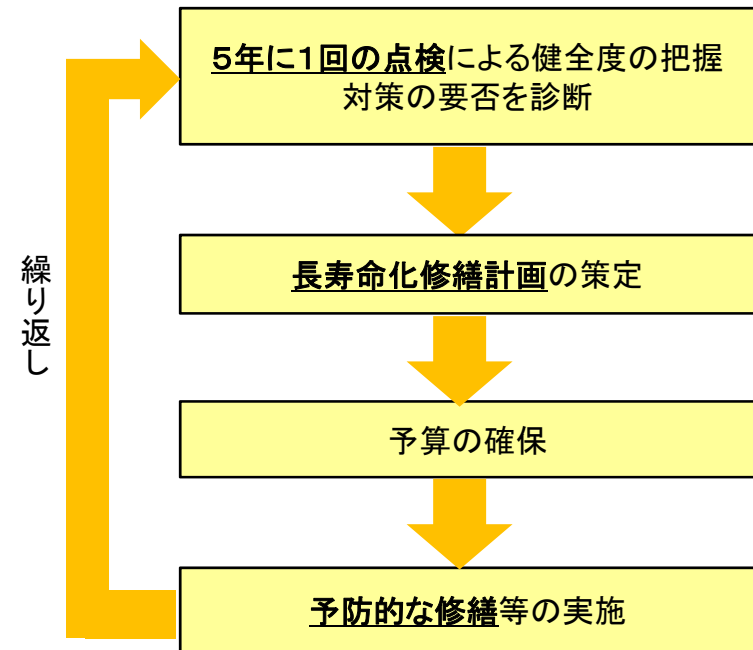 5年に1回の点検による健全度の把握
対策の要否を診断
長寿命化修繕計画の策定
予算の確保
予防的な修繕等の実施
繰り返し